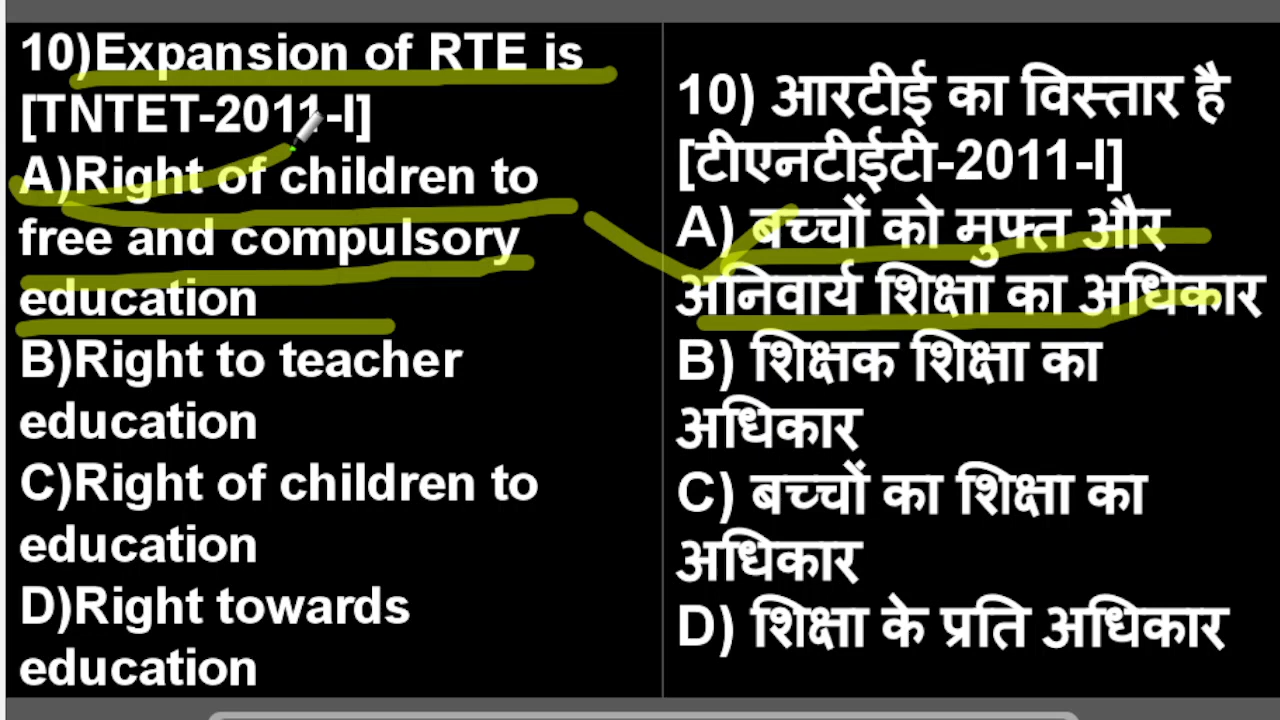 10)Expansion of RTE is
[TNTET-2011-I]
A)Right of children to
free and compulsory
education
B)Right to teacher
education
C)Right of children to
education
D)Right towards
education
10) आरटीई का विस्तार है
[टीएनटीईटी-2011-I]
A) बच्चों को मुफ्त और
अनिवार्य शिक्षा का अधिकार
B) शिक्षक शिक्षा का
अधिकार
C) बच्चों का शिक्षा का
अधिकार
D) शिक्षा के प्रति अधिकार